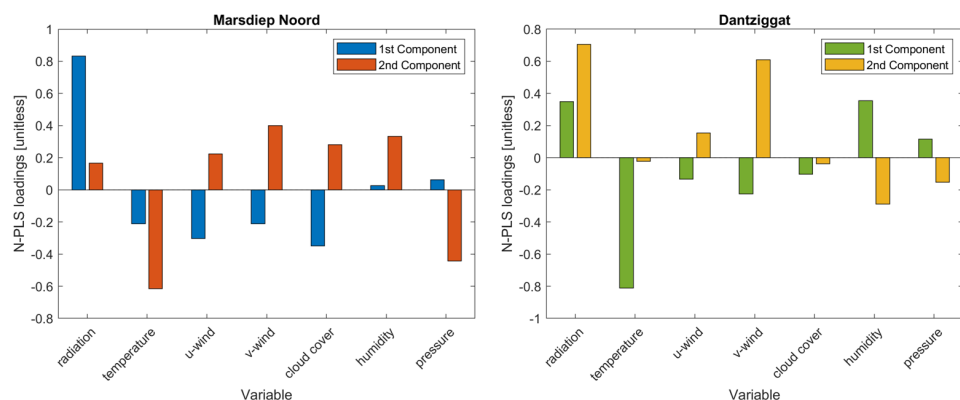 Marsdiep Noord
1st Component
2nd Component
N-PLS loadings [unitless]
1
0.8
0.6
0.4
0.2
0
-0.2
-0.4
-0.6
-0.8
radiation
temperature
u-wind
v-wind
cloud cover
humidity
pressure
Variable
Dantziggat
1st Component
2nd Component
N-PLS loadings [unitless]
0.8
0.6
0.4
0.2
0
-0.2
-0.4
-0.6
-0.8
-1
radiation
temperature
u-wind
v-wind
cloud cover
humidity
pressure
Variable